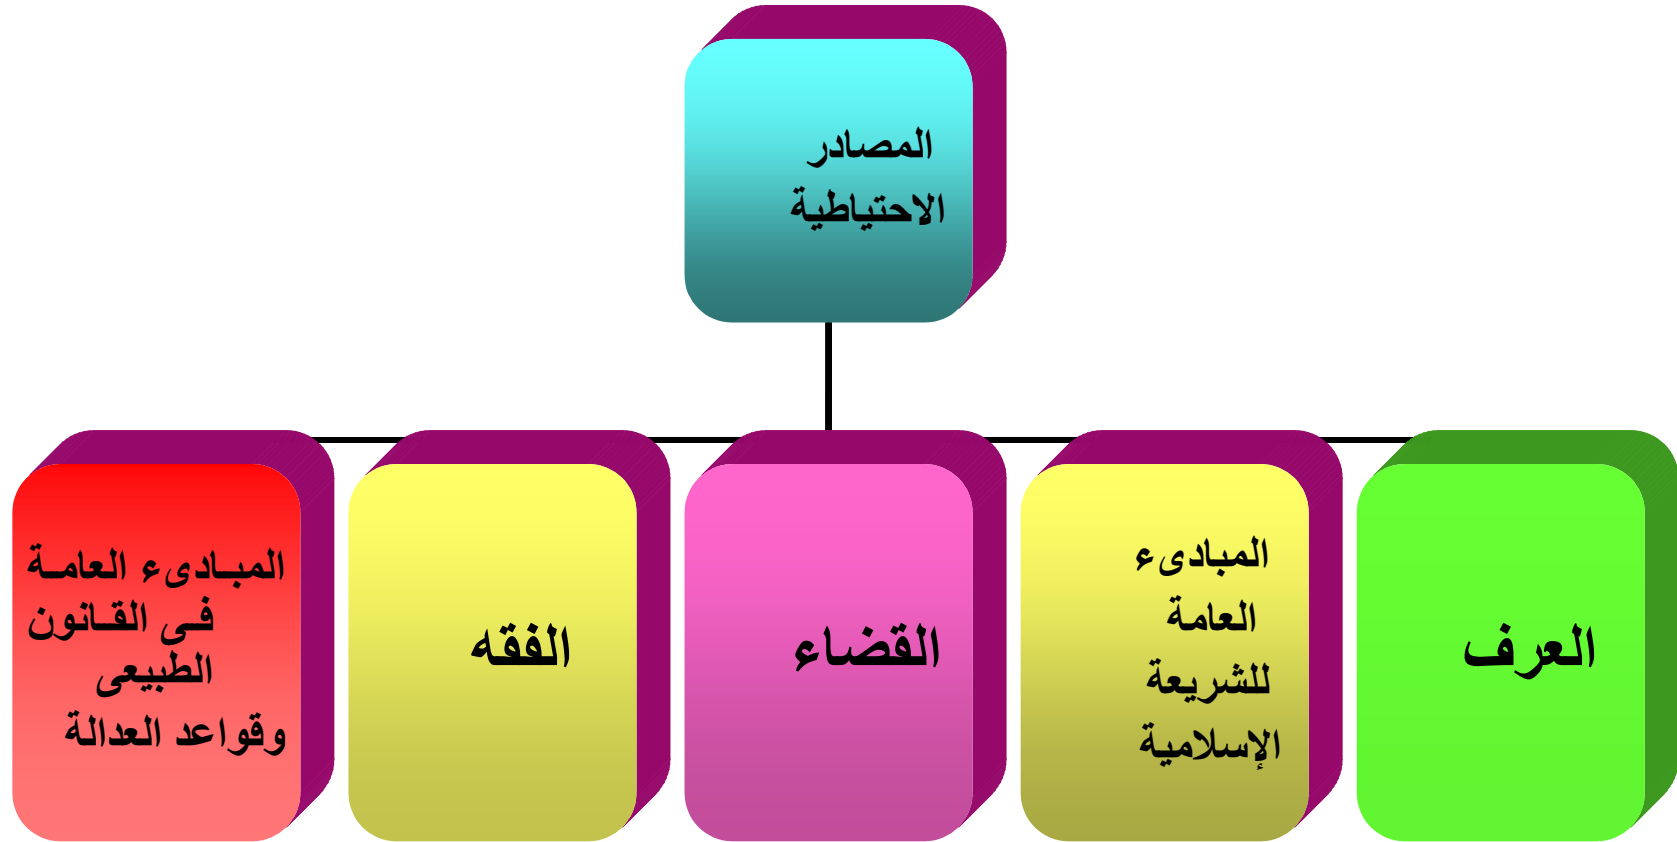 المصادر
الاحتياطية
العرف
المبادىء
العامة
للشريعة
الإسلامية
القضاء
الفقه
المبـادىء العامـة
فـى القـانون
الطبيعى
وقواعد العدالة